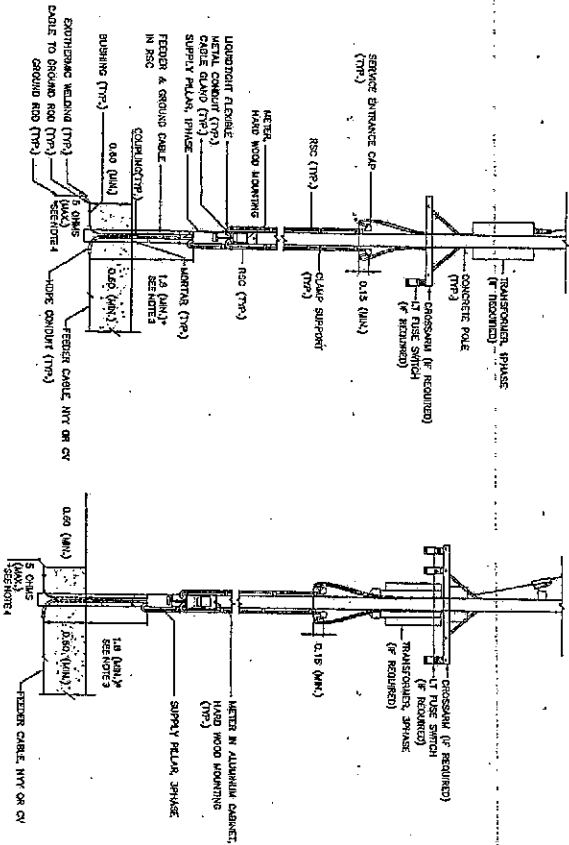 TRANSFORMER, 1PHASE
(IF REQUIRED)
CONCRETE POLE
(TYP.)
CROSSARM (IF REQUIRED)
LT FUSE SWITCH
(IF REQUIRED)
SERVICE ENTRANCE CAP
(TYP.)
0.15 (MIN.)
RSC (TYP.)
CLAMP SUPPORT
(TYP.)
METER,
HARD WOOD MOUNTING
RSC (TYP.)
LIQUIDTIGHT FLEXIBLE
METAL CONDUIT (TYP.)
CABLE GLAND (TYP.)
SUPPLY PILLAR, 1PHASE
FEEDER & GROUND CABLE
IN RSC
MORTAR (TYP.)
1.8 (MIN.)*
SEE NOTE 3
COUPLING(TYP.)
0.60 (MIN.)
0.60 (MIN.)
BUSHING (TYP.)
EXOTHERMIC WELDING (TYP.)
CABLE TO GROUND ROD (TYP.)
GROUND ROD (TYP.)
5 OHMS
(MAX.)
*SEE NOTE 4
FEEDER CABLE, NYY OR CV
HDPE CONDUIT (TYP.)
CROSSARM (IF REQUIRED)
LT FUSE SWITCH
(IF REQUIRED)
TRANSFORMER, 3PHASE
(IF REQUIRED)
0.15 (MIN.)
METER IN ALUMINUM CABINET,
HARD WOOD MOUNTING
(TYP.)
SUPPLY PILLAR, 3PHASE
1.8 (MIN.)*
SEE NOTE 3
0.60 (MIN.)
0.60 (MIN.)
5 OHMS
(MAX.)
*SEE NOTE 4
FEEDER CABLE, NYY OR CV